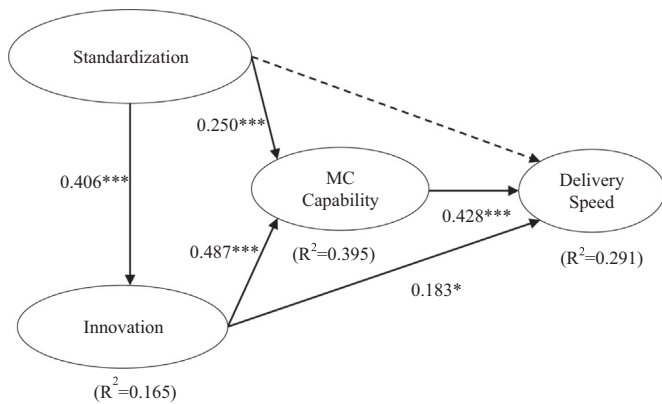 Standardization
0.250***
0.406***
MC
Capability
Delivery
Speed
0.428***
0.487***
(R²=0.395)
(R²=0.291)
0.183*
Innovation
(R²=0.165)